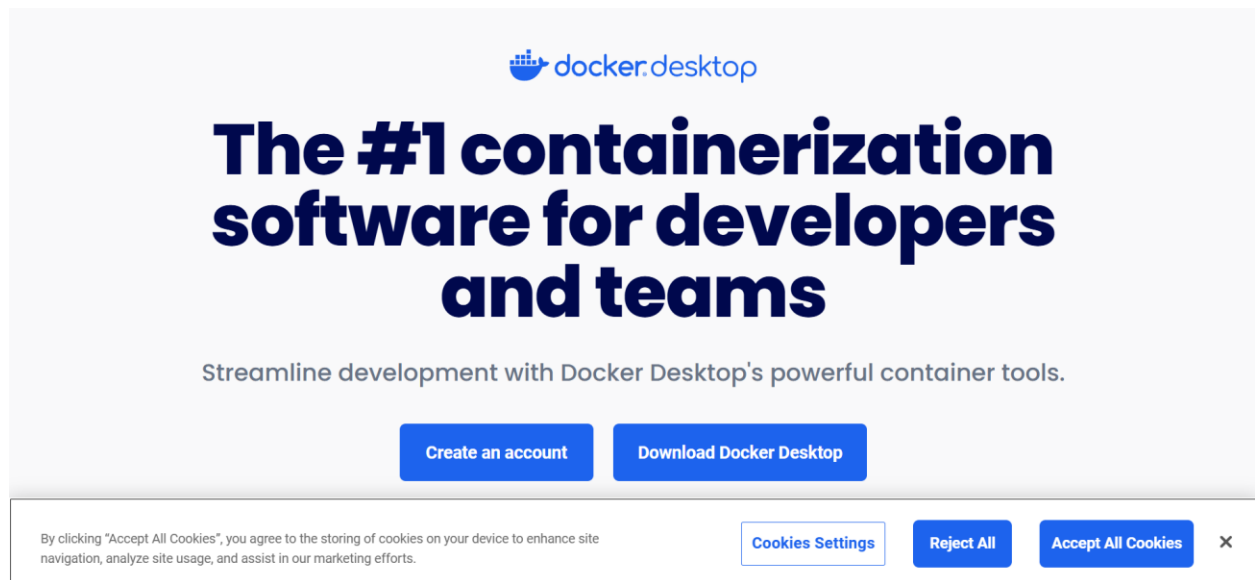 docker.desktop
The #1 containerization
software for developers
and teams
Streamline development with Docker Desktop's powerful container tools.
Create an account
Download Docker Desktop
By clicking “Accept All Cookies”, you agree to the storing of cookies on your device to enhance site
navigation, analyze site usage, and assist in our marketing efforts.
Cookies Settings
Reject All
Accept All Cookies